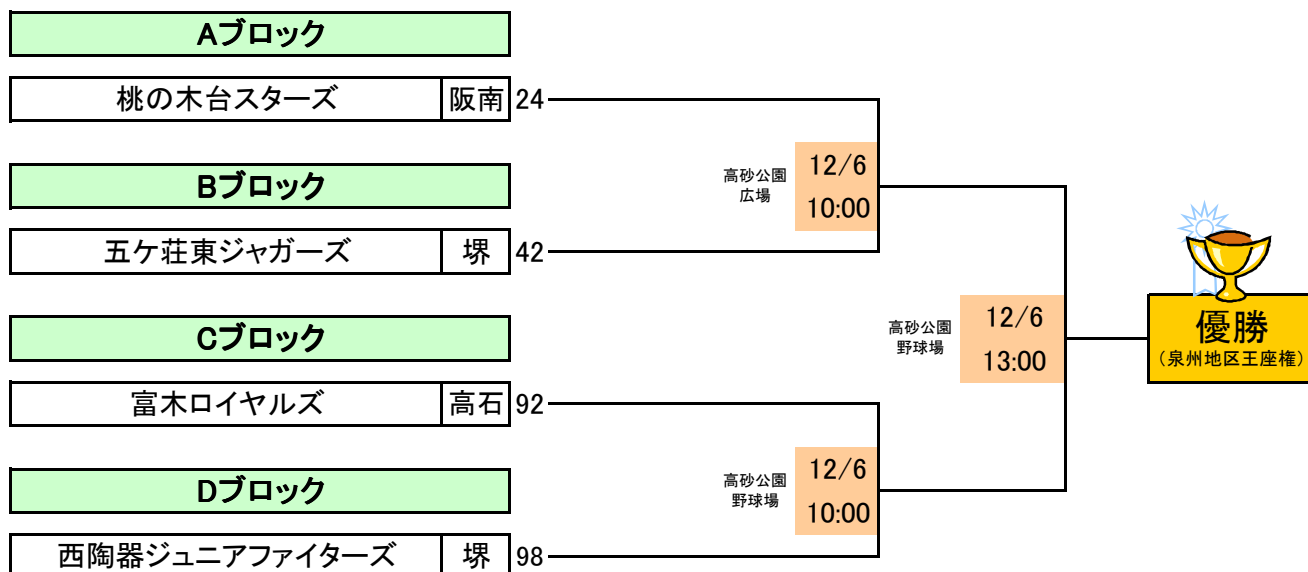 Aブロック
桃の木台スターズ 阪南 24
高砂公園
広場
12/6
10:00
Bブロック
五ケ荘東ジャガーズ 堺 42
Cブロック
高砂公園
野球場
12/6
13:00
優勝
(泉州地区王座権)
富木ロイヤルズ 高石 92
高砂公園
野球場
12/6
10:00
Dブロック
西陶器ジュニアファイターズ 堺 98